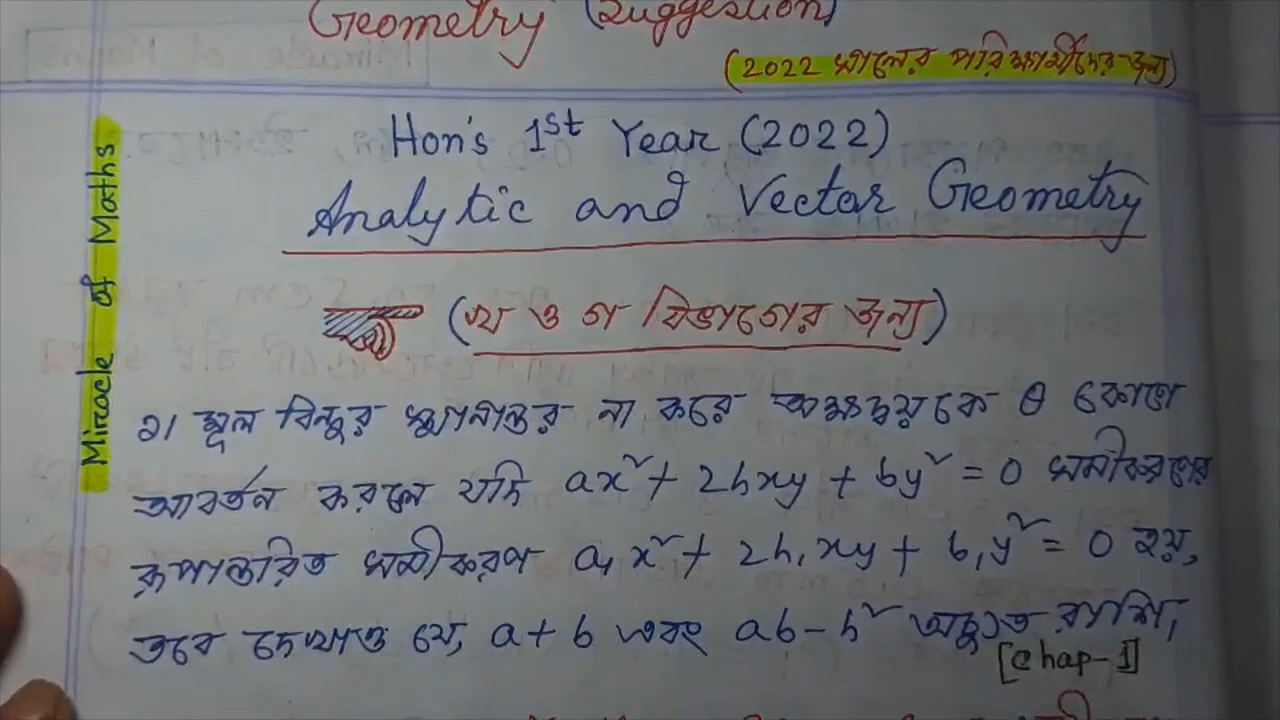 Geometry (Suggestion)
(2022 সালের পরিক্ষার্থীদের জন্য)
Hon's 1st Year (2022)
Analytic and Vector Geometry
(খ ও গ বিভাগের জন্য)
Miracle of Maths
১। মূল বিন্দুর স্থানান্তর না করে অক্ষদ্বয়কে θ কোণে
আবর্তন করলে যদি ax² + 2hxy + by² = 0 সমীকরণের
রূপান্তরিত সমীকরণ a₁x² + 2h₁xy + b₁y² = 0 হয়,
তবে দেখাও যে, a + b এবং ab - h² অচ্যুত রাশি।
[Chap-1]